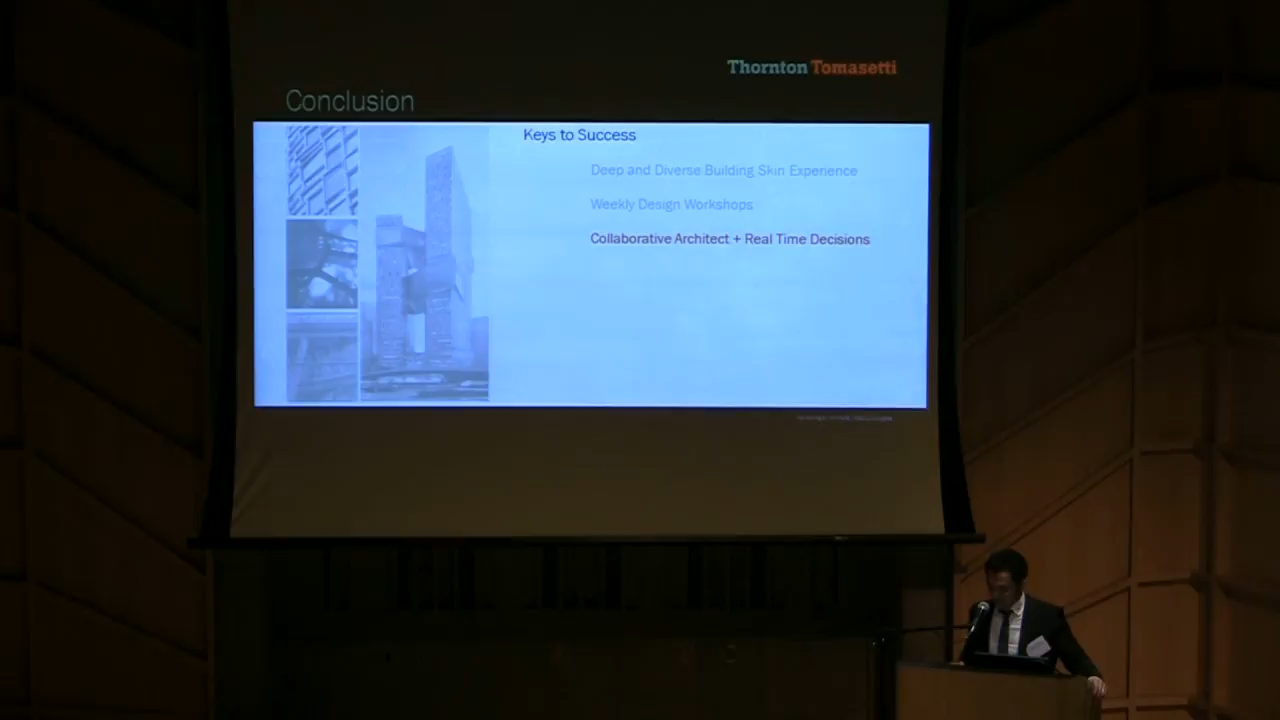 Thornton Tomasetti
Conclusion
Keys to Success
Deep and Diverse Building Skin Experience
Weekly Design Workshops
Collaborative Architect + Real Time Decisions